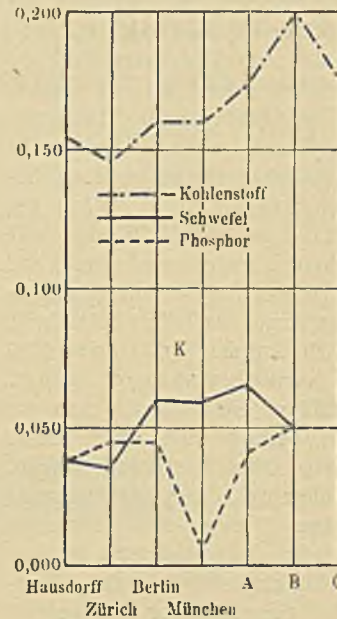 0,200
0,150
Kohlenstoff
Schwefel
Phosphor
0,100
K
0,050
0,000
Hausdorff Berlin A B
Zürich München